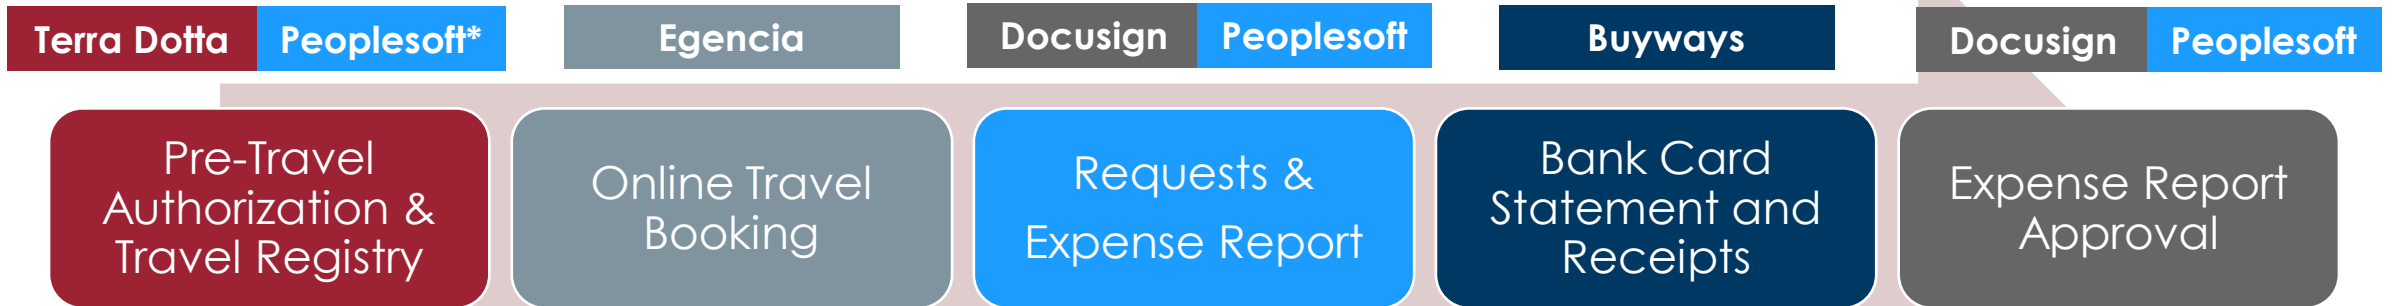 Terra Dotta Peoplesoft* Egencia Docusign Peoplesoft Buyways Docusign Peoplesoft
Pre-Travel
Authorization &
Travel Registry
Online Travel
Booking
Requests &
Expense Report
Bank Card
Statement and
Receipts
Expense Report
Approval